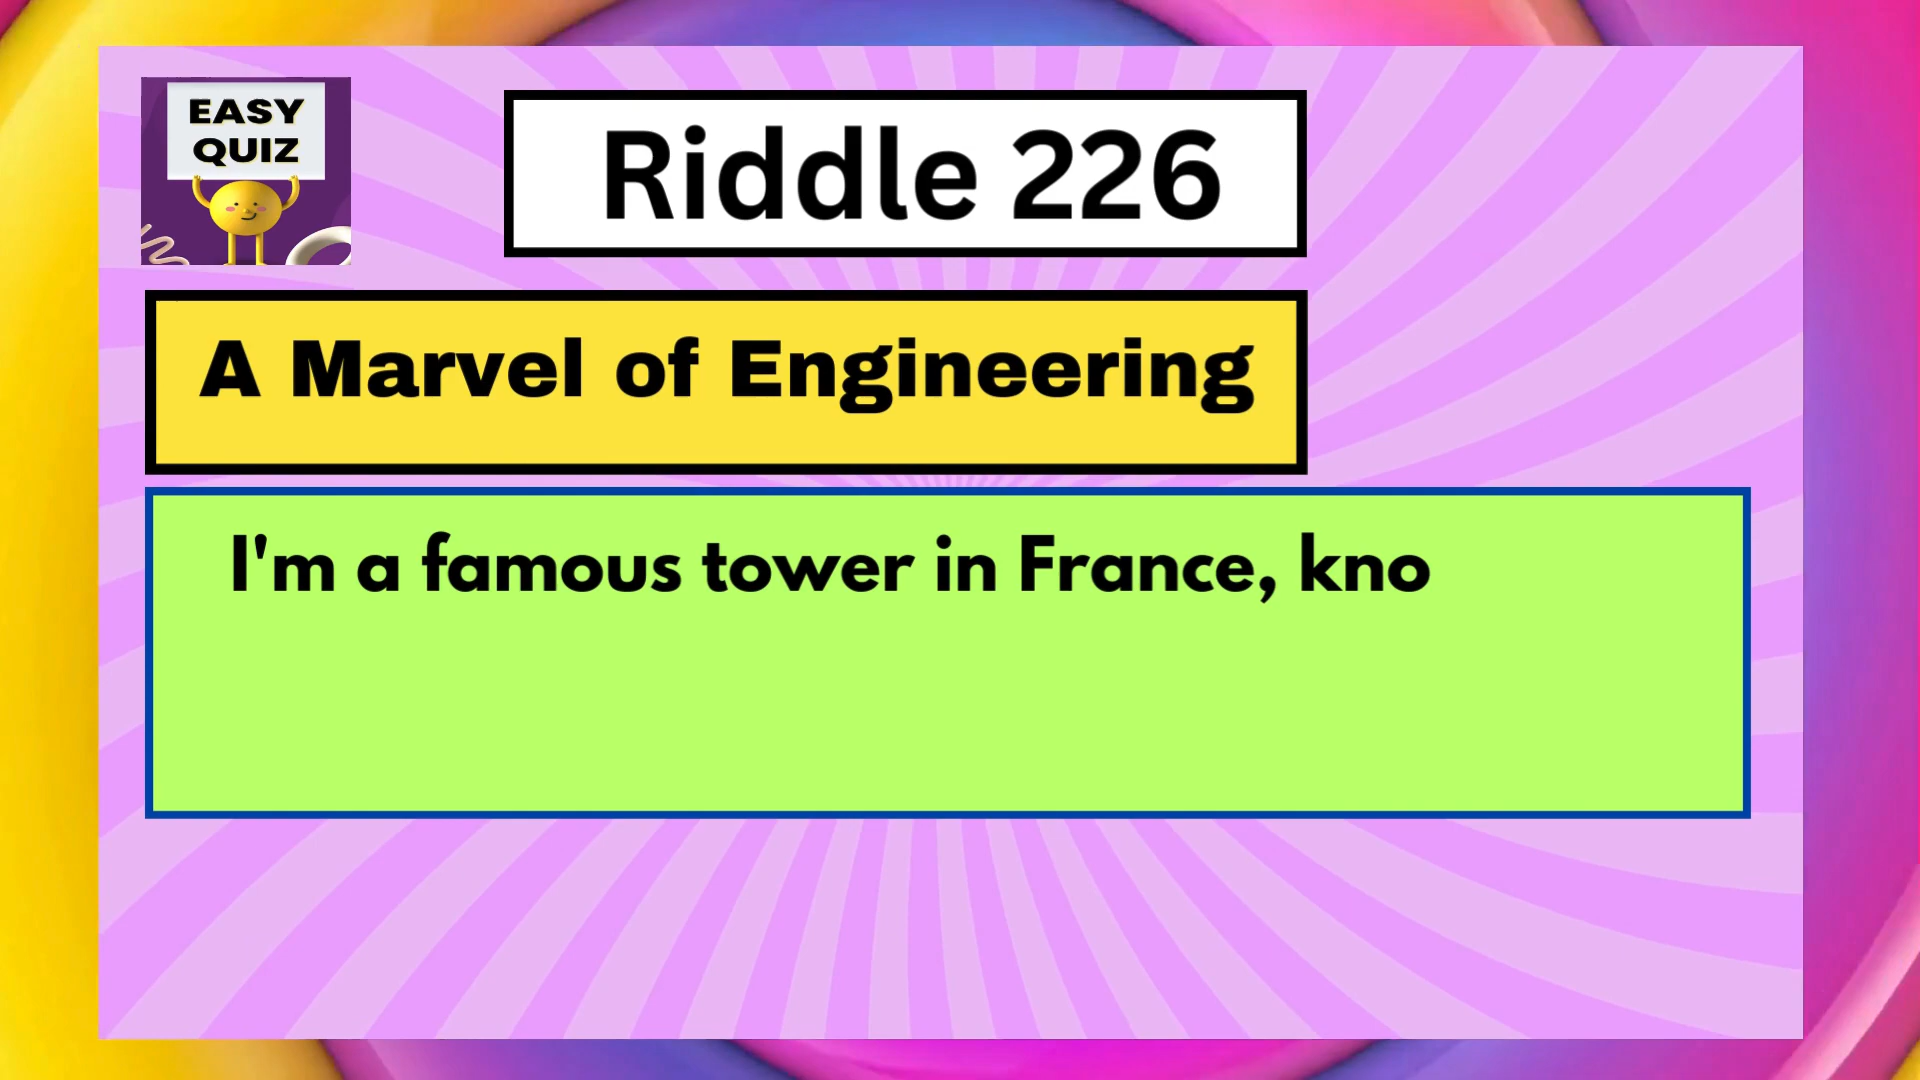 EASY
QUIZ
Riddle 226
A Marvel of Engineering
I'm a famous tower in France, kno